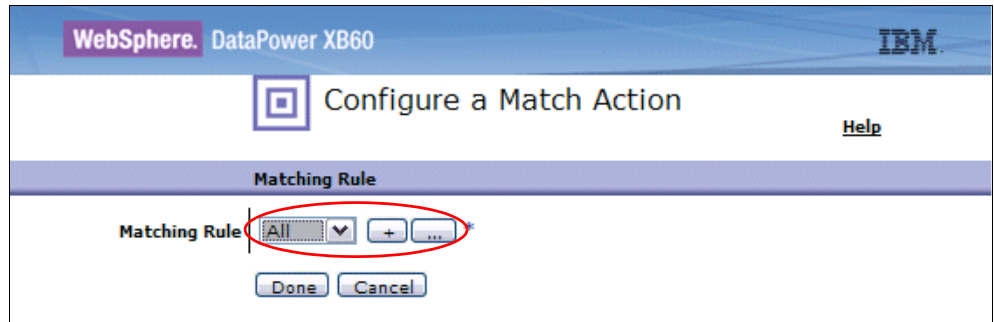 WebSphere. DataPower XB60 IBM.
Configure a Match Action
Help
Matching Rule
Matching Rule All + ... *
Done Cancel